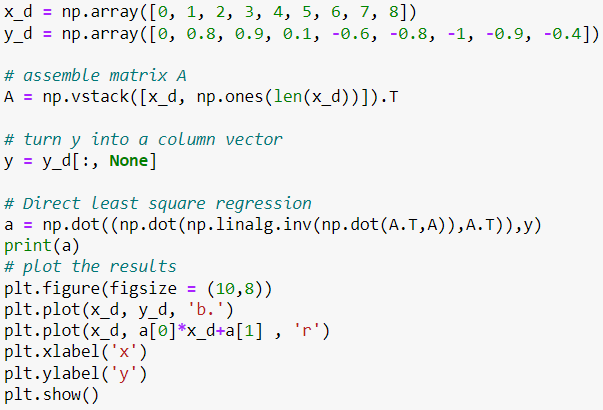 x_d = np.array([0, 1, 2, 3, 4, 5, 6, 7, 8])
y_d = np.array([0, 0.8, 0.9, 0.1, -0.6, -0.8, -1, -0.9, -0.4])
# assemble matrix A
A = np.vstack([x_d, np.ones(len(x_d))]).T
# turn y into a column vector
y = y_d[:, None]
# Direct least square regression
a = np.dot((np.dot(np.linalg.inv(np.dot(A.T,A)),A.T)),y)
print(a)
# plot the results
plt.figure(figsize = (10,8))
plt.plot(x_d, y_d, 'b.')
plt.plot(x_d, a[0]*x_d+a[1] , 'r')
plt.xlabel('x')
plt.ylabel('y')
plt.show()